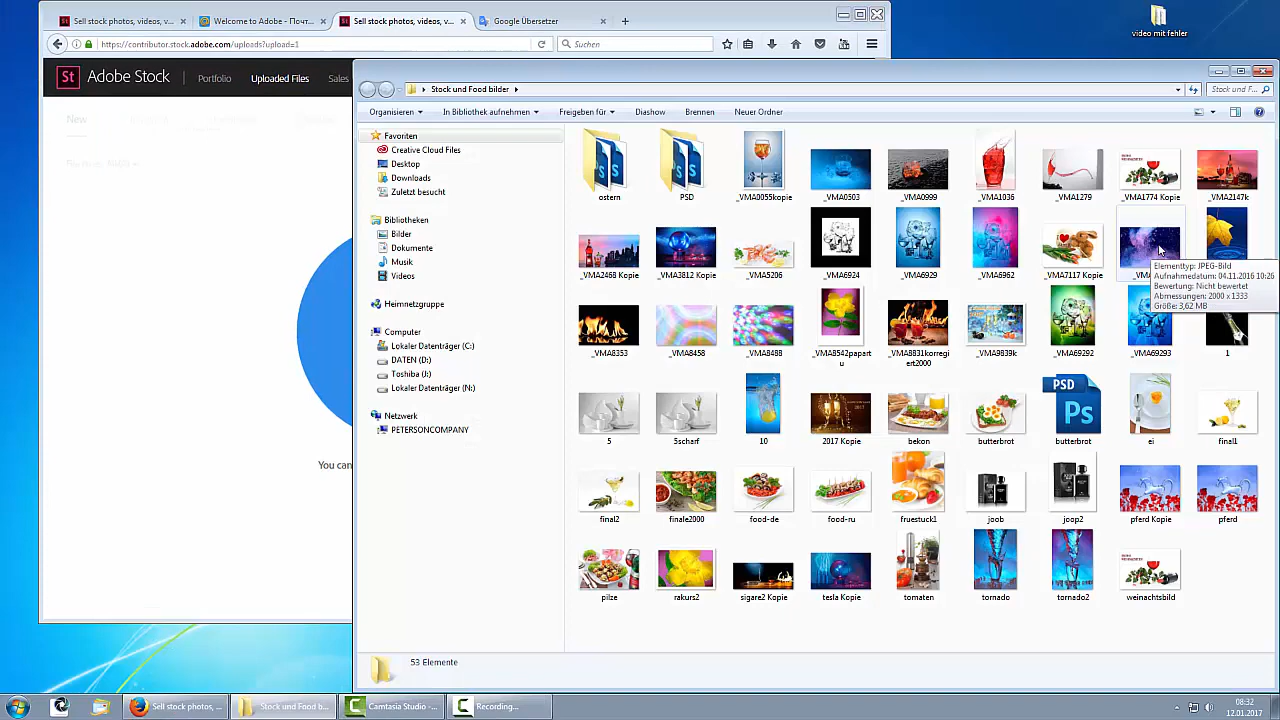 Sell stock photos, videos, v...
Welcome to Adobe - Почт...
Sell stock photos, videos, v...
Google Übersetzer
video mit fehler
https://contributor.stock.adobe.com/uploads?upload=1
Suchen
St Adobe Stock
Portfolio
Uploaded Files
Sales
New
You can
Stock und Food bilder
Stock und F...
Organisieren
In Bibliothek aufnehmen
Freigeben für
Diashow
Brennen
Neuer Ordner
Favoriten
Creative Cloud Files
Desktop
Downloads
Zuletzt besucht
Bibliotheken
Bilder
Dokumente
Musik
Videos
Heimnetzgruppe
Computer
Lokaler Datenträger (C:)
DATEN (D:)
Toshiba (J:)
Lokaler Datenträger (N:)
Netzwerk
PETERSONCOMPANY
ostern
PSD
_VMA0055kopie
_VMA0503
_VMA0999
_VMA1036
_VMA1279
_VMA1774 Kopie
_VMA2147k
_VMA2468 Kopie
_VMA3812 Kopie
_VMA5206
_VMA6924
_VMA6929
_VMA6962
_VMA7117 Kopie
Elementtyp: JPEG-Bild
Aufnahmedatum: 04.11.2016 10:26
Bewertung: Nicht bewertet
Abmessungen: 2000 x 1333
Größe: 3,62 MB
_VMA8353
_VMA8458
_VMA8488
_VMA8542papart
u
_VMA8831korregi
ert2000
_VMA9839k
_VMA69292
_VMA69293
1
5
5scharf
10
2017 Kopie
bekon
butterbrot
PSD
Ps
butterbrot
ei
final1
final2
finale2000
food-de
food-ru
fruestuck1
joob
joop2
pferd Kopie
pferd
pilze
rakurs2
sigare2 Kopie
tesla Kopie
tomaten
tornado
tornado2
weinachtsbild
53 Elemente
Sell stock photos, ...
Stock und Food b...
Camtasia Studio -...
Recording...
08:32
12.01.2017